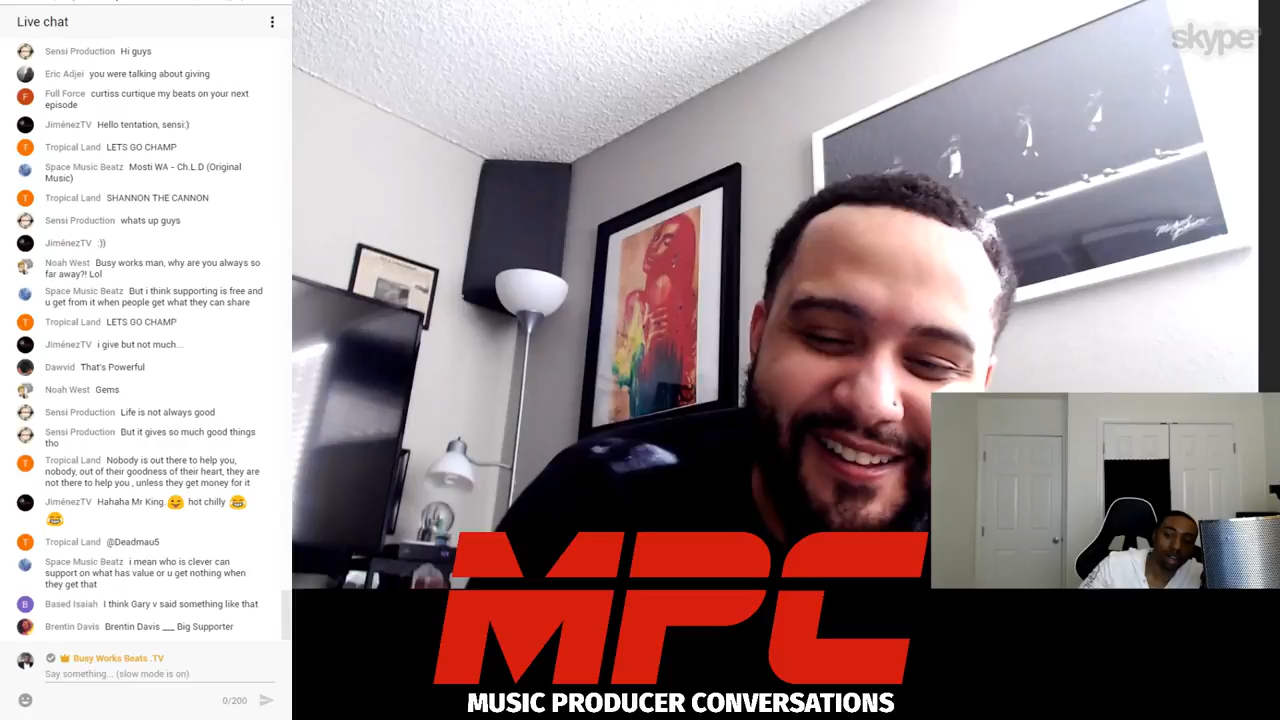 Live chat
Sensi Production Hi guys
Eric Adjei you were talking about giving
Full Force curtiss curtique my beats on your next
episode
JiménezTV Hello tentation, sensi:)
Tropical Land LETS GO CHAMP
Space Music Beatz Mosti WA - Ch.L.D (Original
Music)
Tropical Land SHANNON THE CANNON
Sensi Production whats up guys
JiménezTV :))
Noah West Busy works man, why are you always so
far away?! Lol
Space Music Beatz But i think supporting is free and
u get from it when people get what they can share
Tropical Land LETS GO CHAMP
JiménezTV i give but not much...
Dawvid That's Powerful
Noah West Gems
Sensi Production Life is not always good
Sensi Production But it gives so much good things
tho
Tropical Land Nobody is out there to help you,
nobody, out of their goodness of their heart, they are
not there to help you , unless they get money for it
JiménezTV Hahaha Mr King. hot chilly
Tropical Land @Deadmau5
Space Music Beatz i mean who is clever can
support on what has value or u get nothing when
they get that
Based Isaiah I think Gary v said something like that
Brentin Davis Brentin Davis ___ Big Supporter
Busy Works Beats .TV
Say something... (slow mode is on)
0/200
skype
MPC
MUSIC PRODUCER CONVERSATIONS